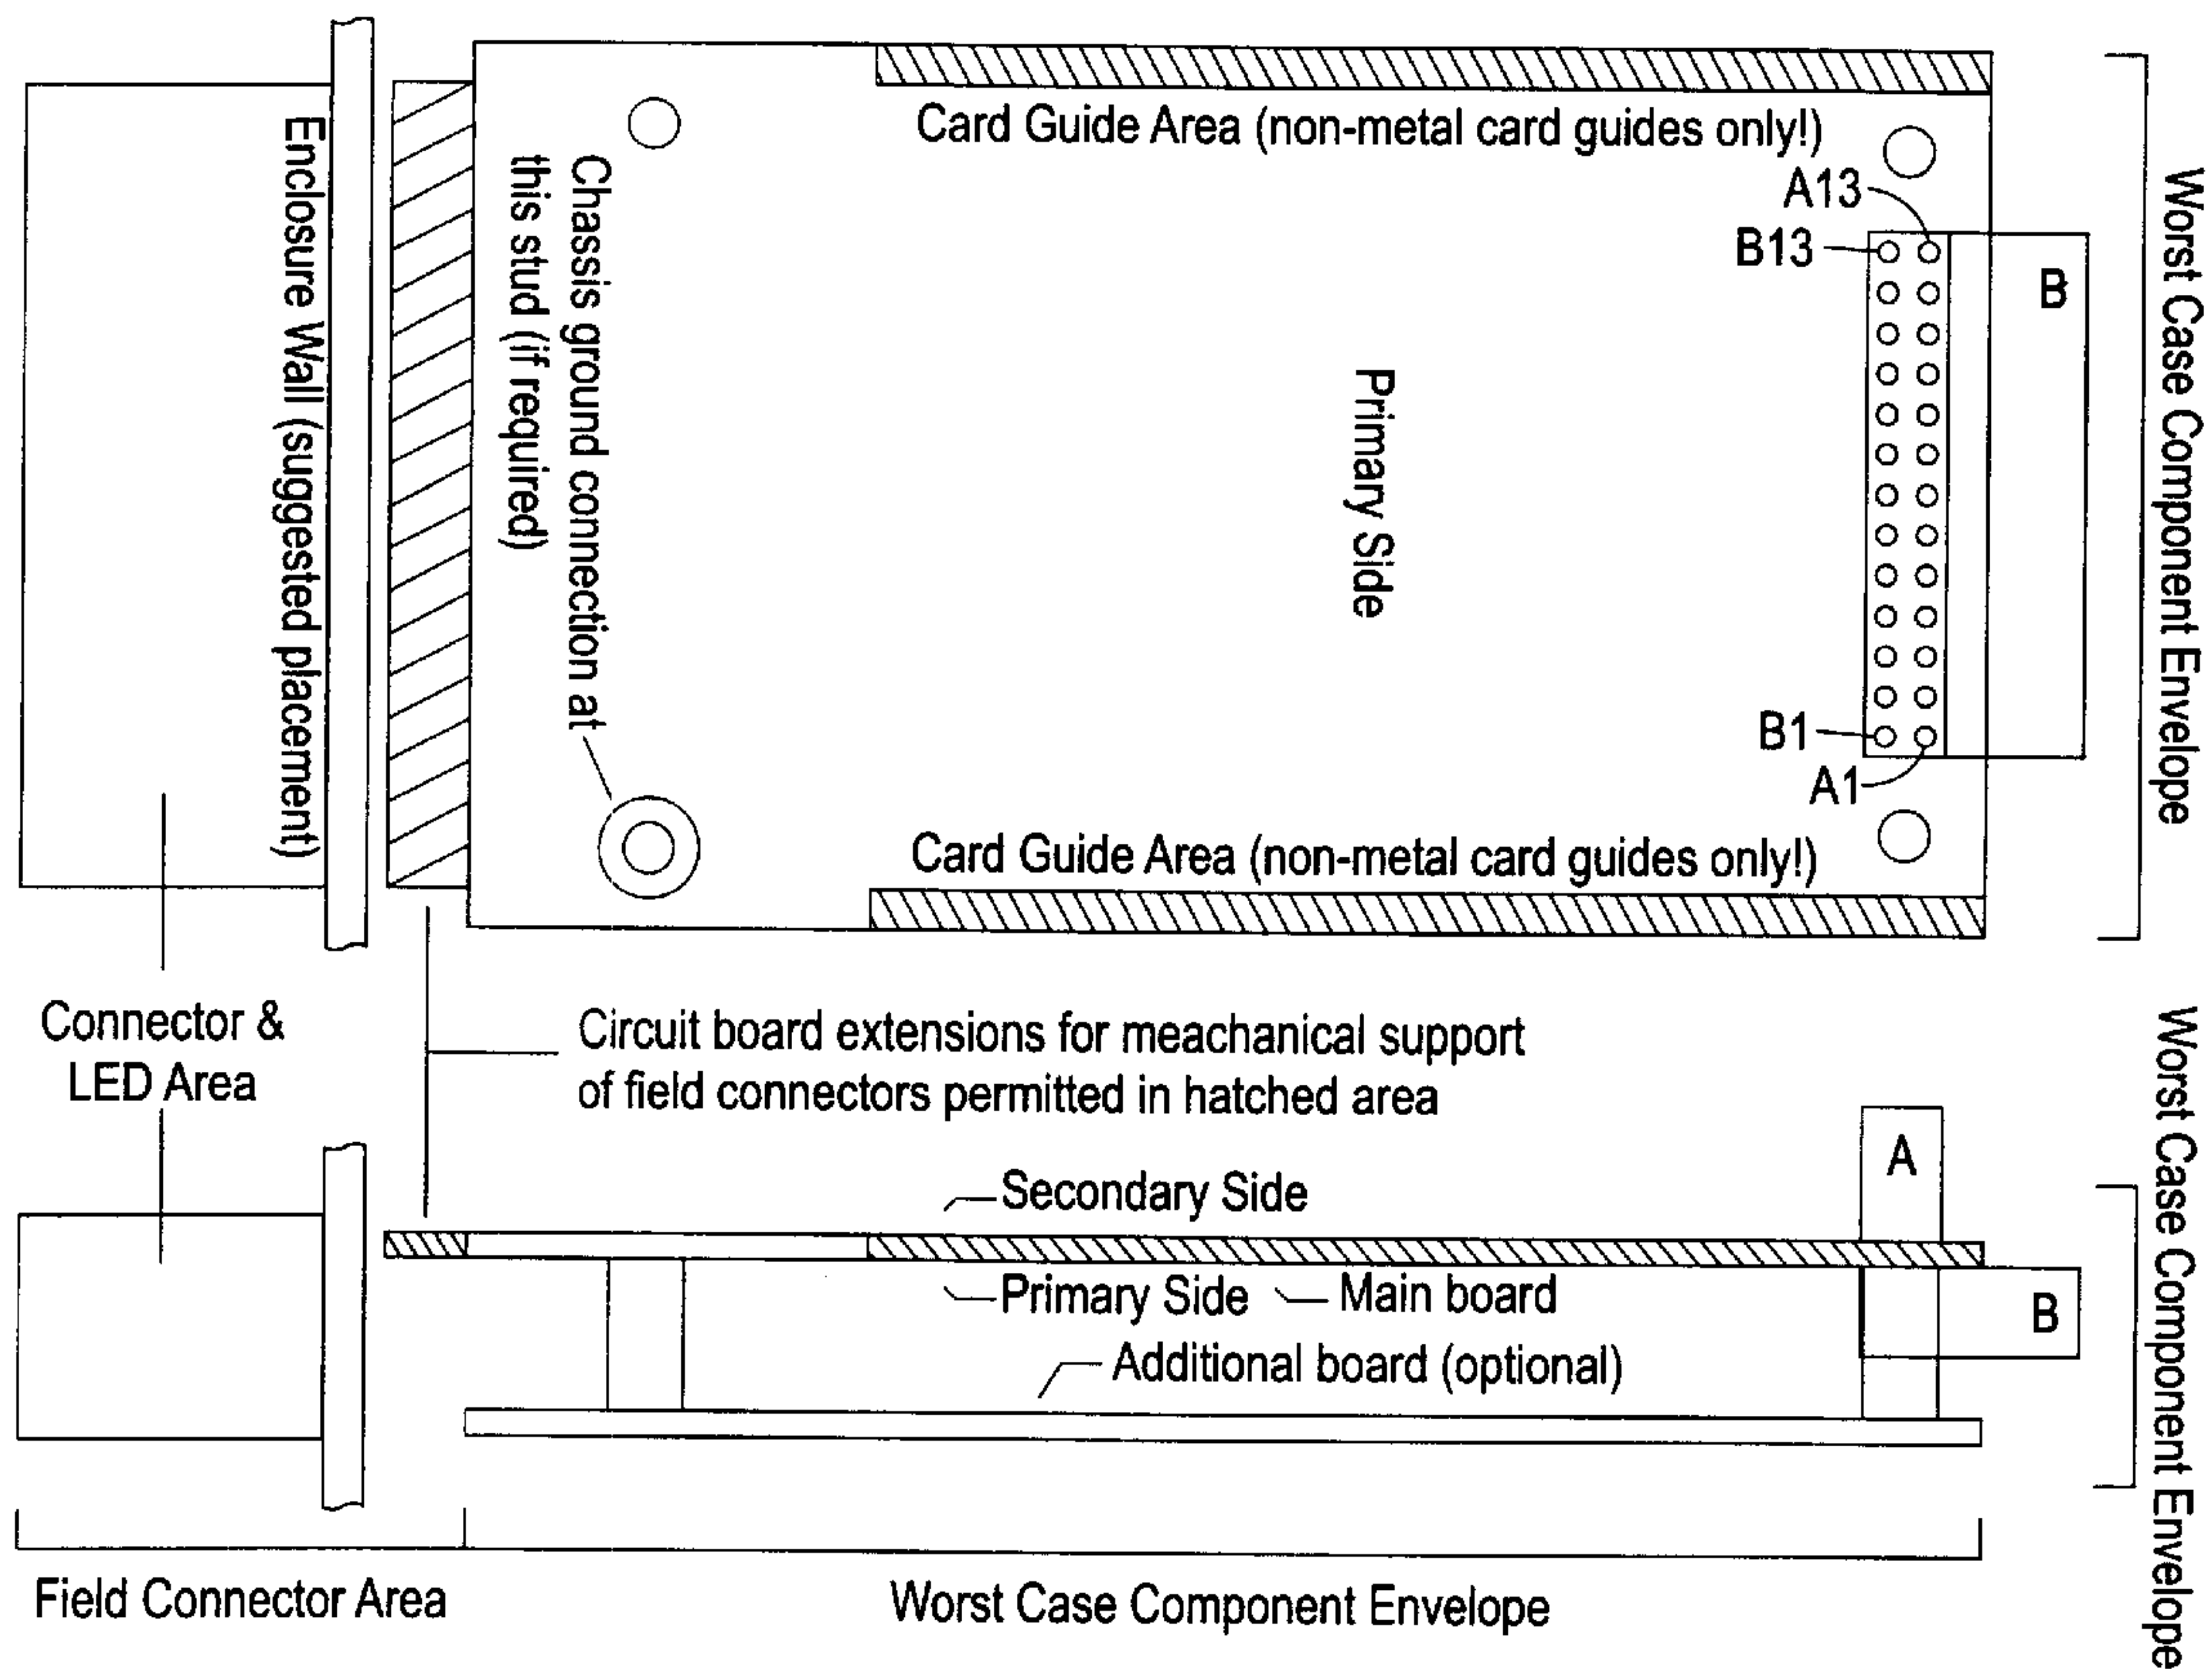 Card Guide Area (non-metal card guides only!)
A13
B13
B
Worst Case Component Envelope
Enclosure Wall (suggested placement)
Chassis ground connection at
this stud (if required)
Primary Side
B1
A1
Card Guide Area (non-metal card guides only!)
Connector &
LED Area
Circuit board extensions for meachanical support
of field connectors permitted in hatched area
Worst Case Component Envelope
A
Secondary Side
Primary Side
Main board
B
Additional board (optional)
Field Connector Area
Worst Case Component Envelope